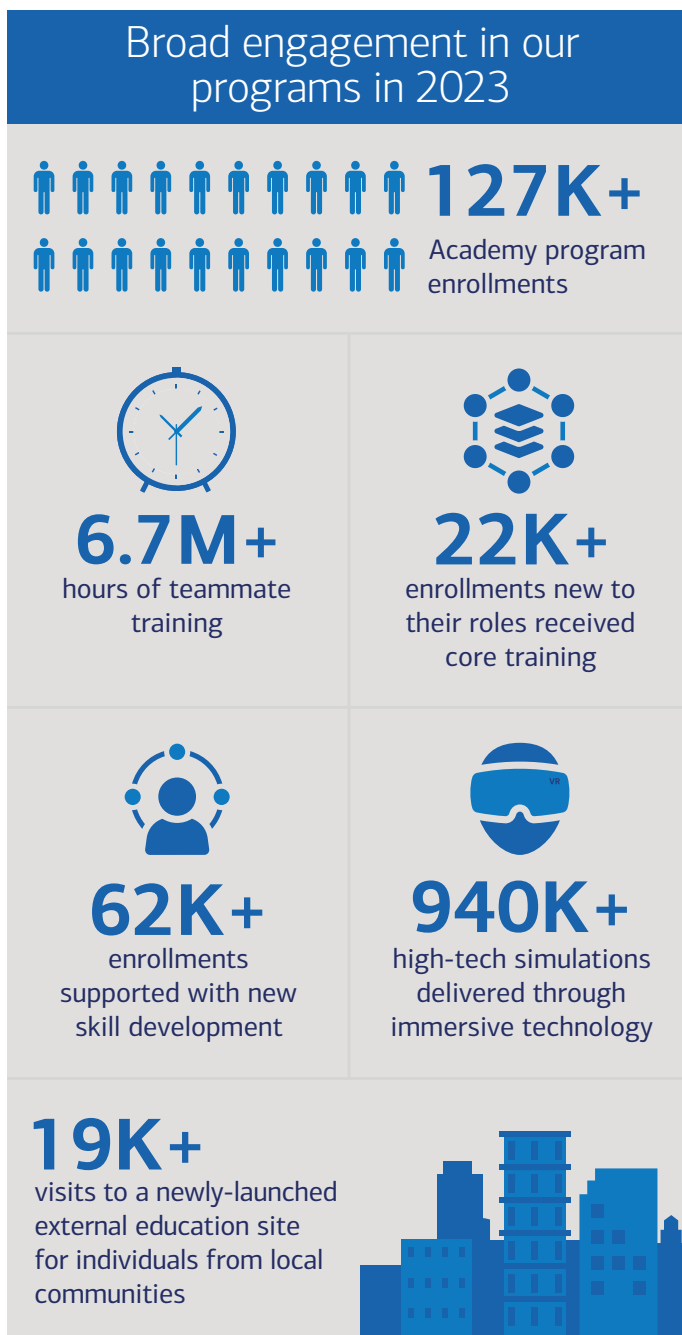 Broad engagement in our
programs in 2023
127K+
Academy program
enrollments
6.7M+
hours of teammate
training
22K+
enrollments new to
their roles received
core training
62K+
enrollments
supported with new
skill development
VR
940K+
high-tech simulations
delivered through
immersive technology
19K+
visits to a newly-launched
external education site
for individuals from local
communities